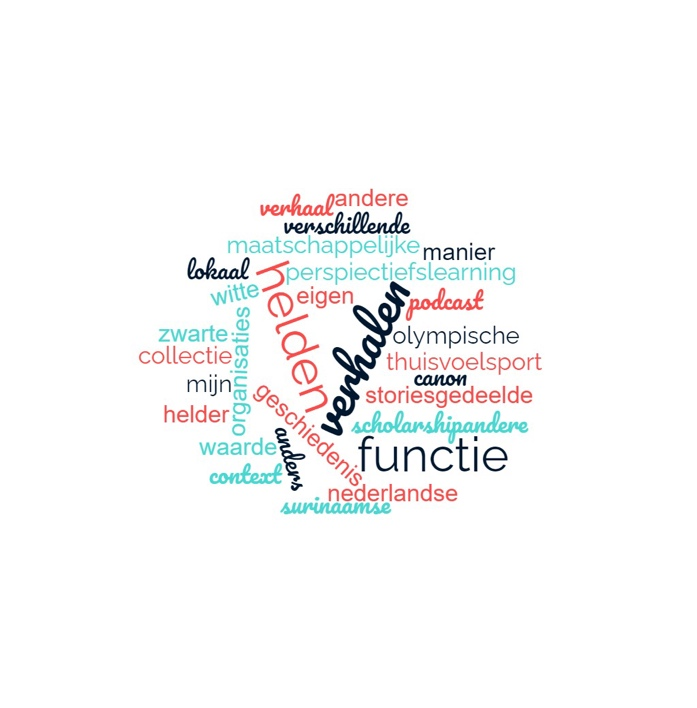 verhaal andere
verschillende
maatschappelijke manier
lokaal perspiectiefslearning
witte helden eigen verhalen podcast
zwarte organisaties olympische
collectie thuisvoelsport
mijn canon
helder geschiedenis storiesgedeelde
scholarshipandere
waarde anders functie
context
nederlandse
surinaamse